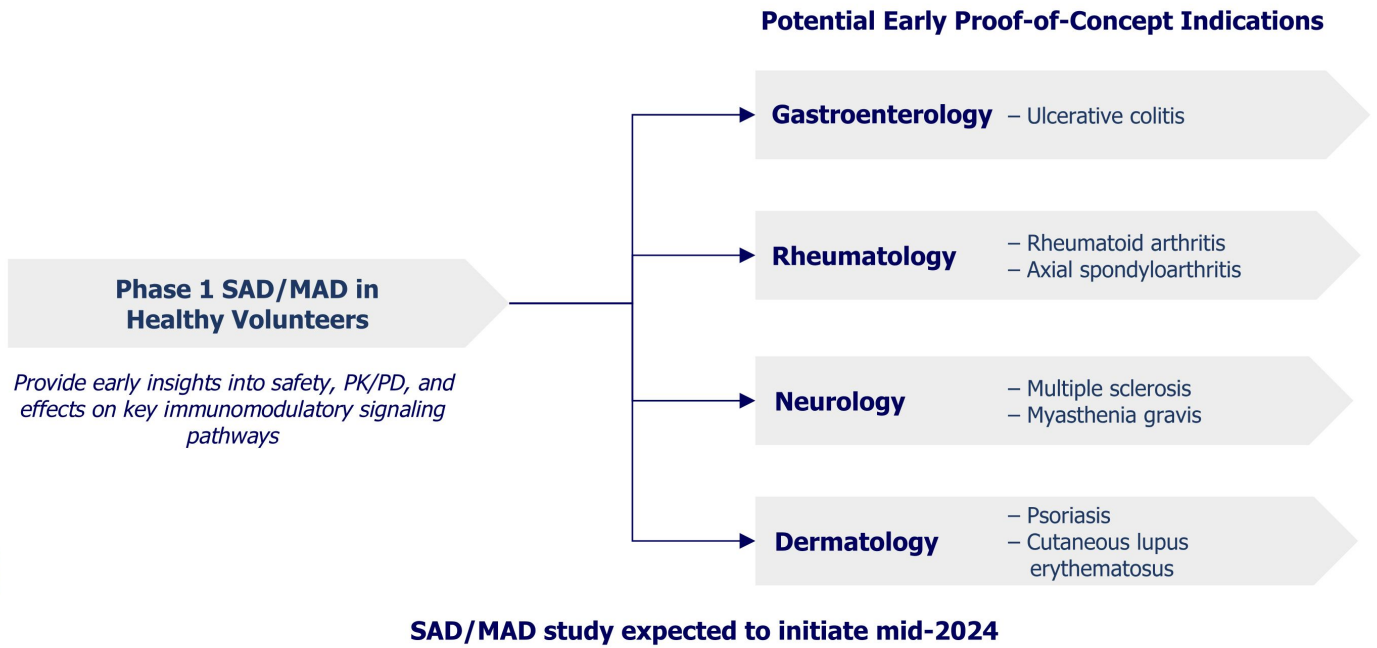 Potential Early Proof-of-Concept Indications
Gastroenterology – Ulcerative colitis
Rheumatology
– Rheumatoid arthritis
– Axial spondyloarthritis
Phase 1 SAD/MAD in
Healthy Volunteers
Provide early insights into safety, PK/PD, and
effects on key immunomodulatory signaling
pathways
Neurology
– Multiple sclerosis
– Myasthenia gravis
Dermatology
– Psoriasis
– Cutaneous lupus
erythematosus
SAD/MAD study expected to initiate mid-2024